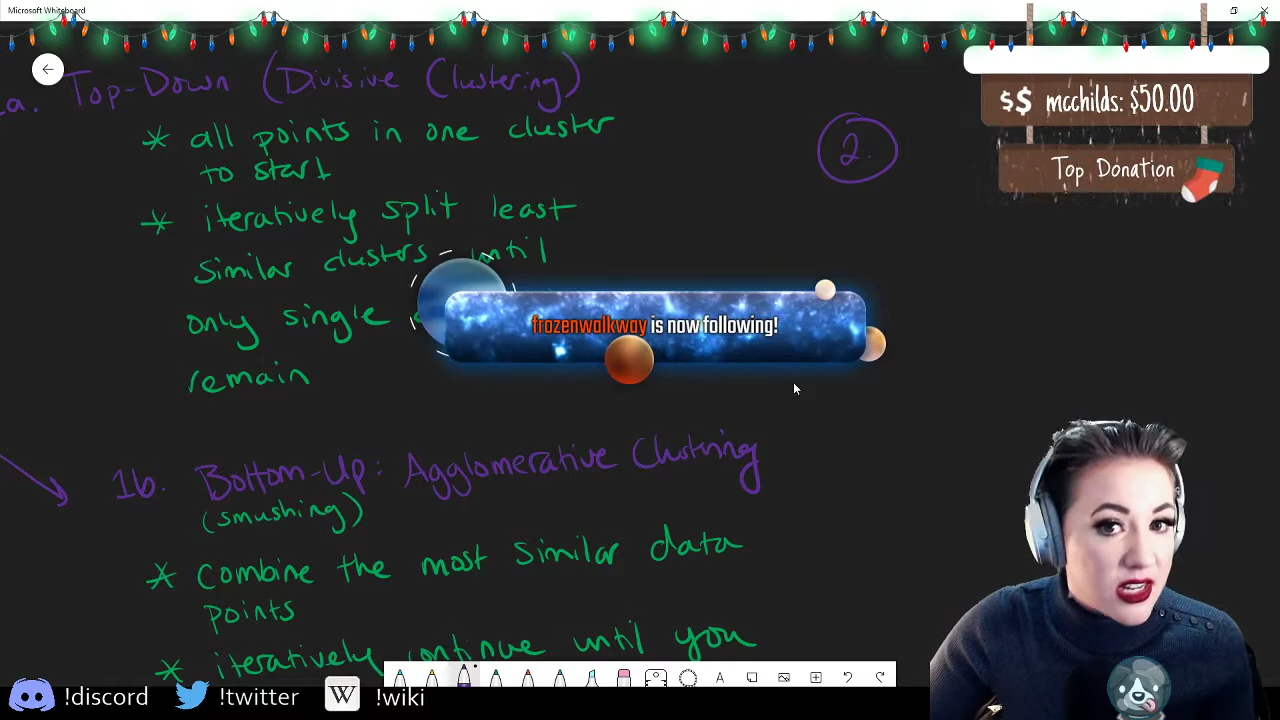 Microsoft Whiteboard
1a. Top-Down (Divisive Clustering)
* all points in one cluster
to start
* iteratively split least
similar clusters until
only single
remain
2.
$$ mcchilds: $50.00
Top Donation
frozenwalkway is now following!
1b. Bottom-Up: Agglomerative Clustering
(smushing)
* Combine the most similar data
points
* iteratively continue until you
A
!discord !twitter W !wiki